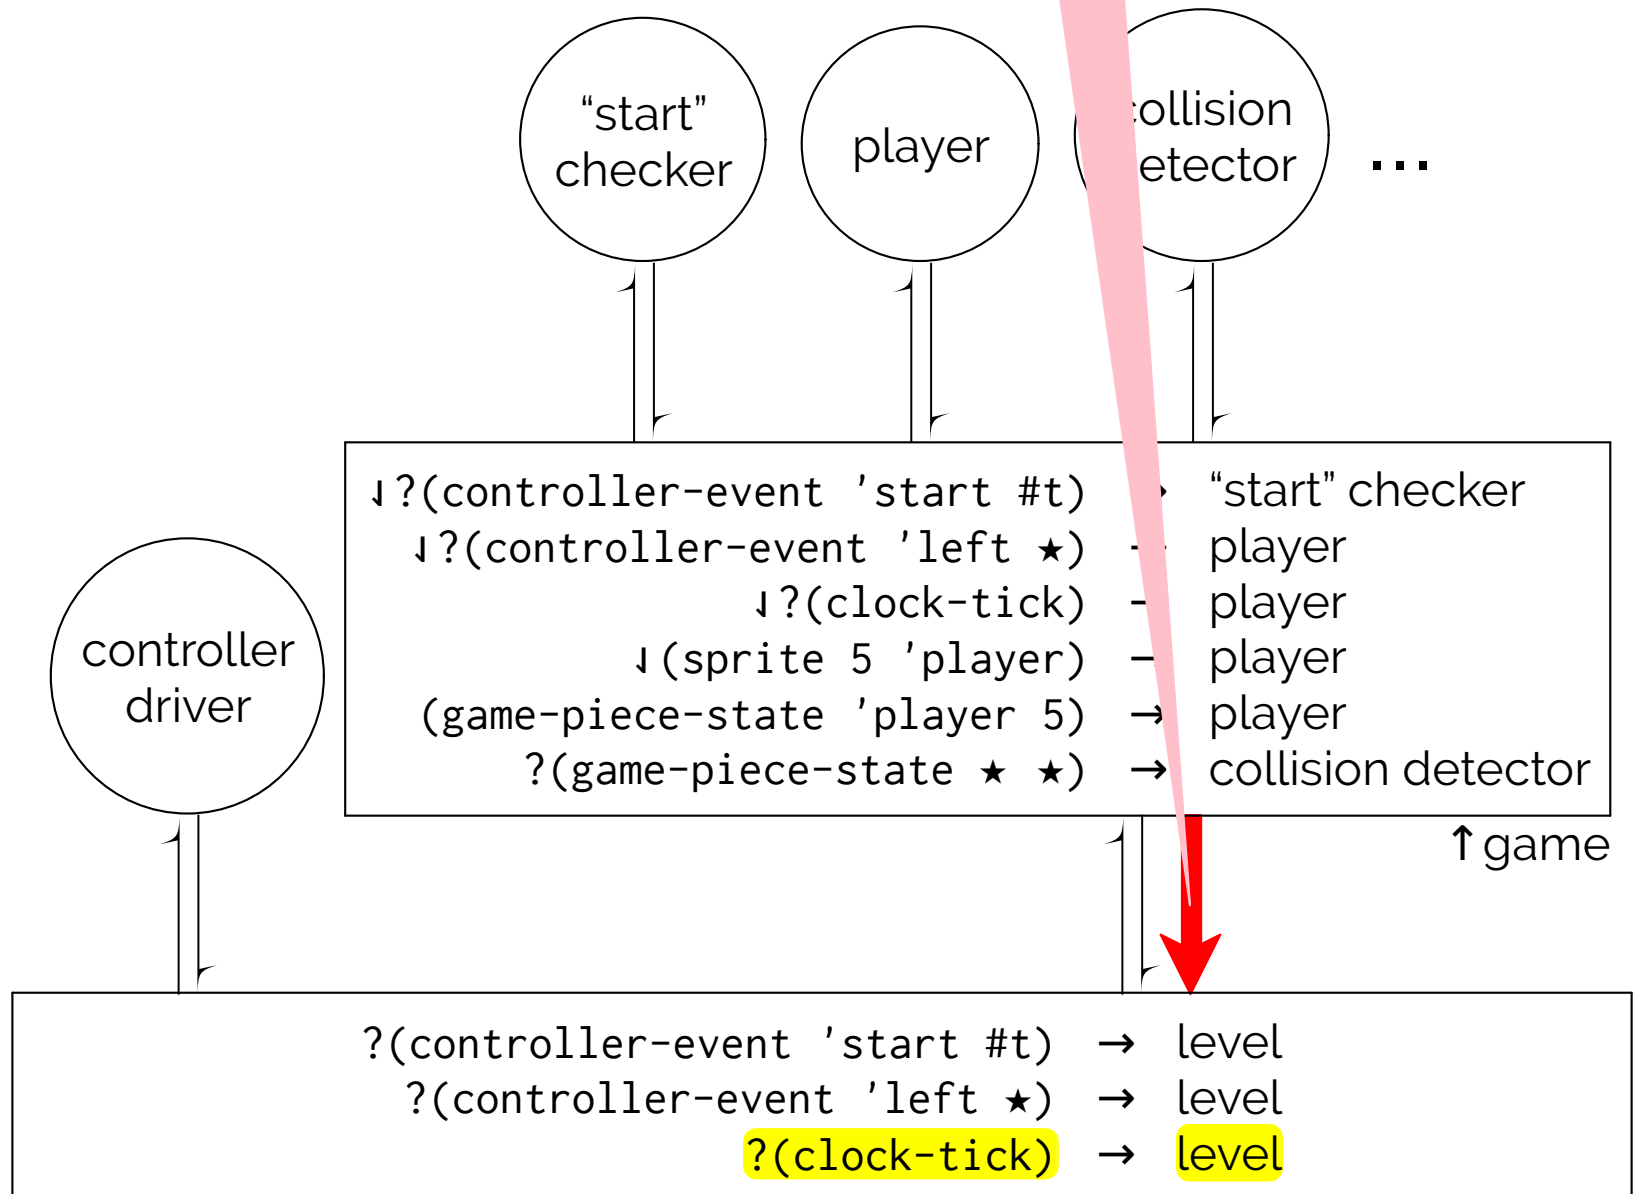 “start”
checker
player
collision
detector
...
⇃?(controller-event 'start #t) → “start” checker
⇃?(controller-event 'left ★) → player
⇃?(clock-tick) → player
⇃(sprite 5 'player) → player
(game-piece-state 'player 5) → player
?(game-piece-state ★ ★) → collision detector
↑game
controller
driver
?(controller-event 'start #t) → level
?(controller-event 'left ★) → level
?(clock-tick) → level